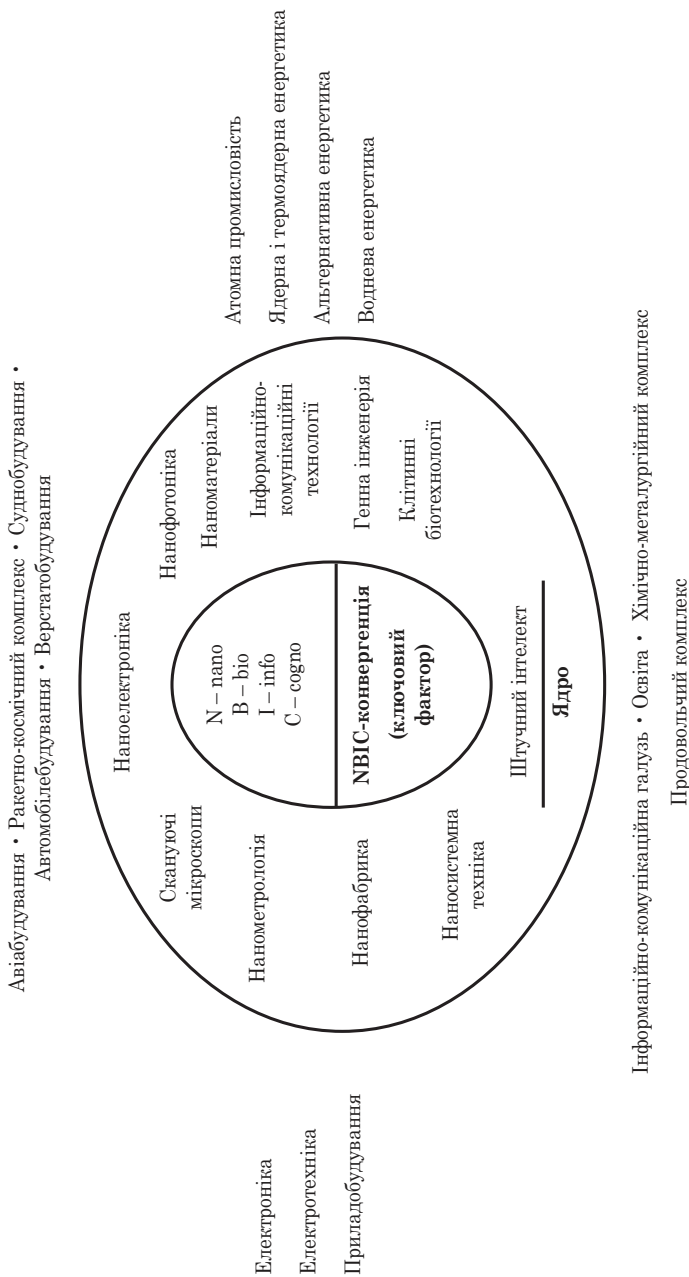 Авіабудування • Ракетно-космічний комплекс • Суднобудування •
Автомобілебудування • Верстатобудування
Електроніка
Електротехніка
Приладобудування
Наноелектроніка
Скануючі
мікроскопи
Нанометрологія
Нанофабрика
Наносистемна
техніка
N – nano
B – bio
I – info
C – cogno
NBIC-конвергенція
(ключовий
фактор)
Штучний інтелект
Ядро
Нанофотоніка
Наноматеріали
Інформаційно-
комунікаційні
технології
Генна інженерія
Клітинні
біотехнології
Атомна промисловість
Ядерна і термоядерна енергетика
Альтернативна енергетика
Воднева енергетика
Інформаційно-комунікаційна галузь • Освіта • Хімічно-металургійний комплекс
Продовольчий комплекс